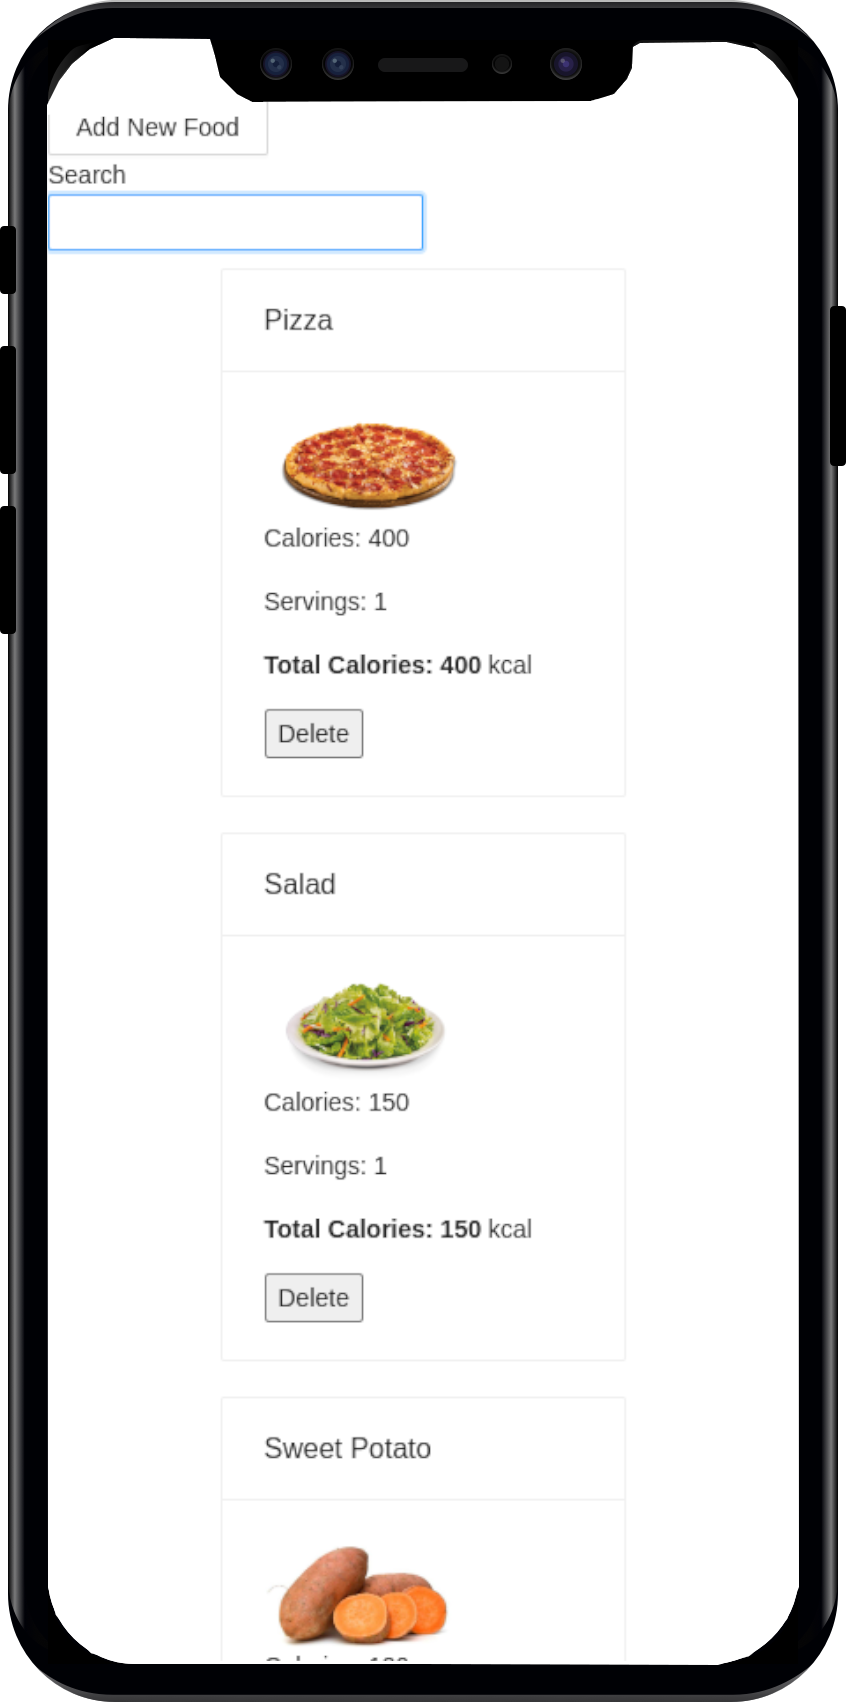 Add New Food
Search
Pizza
Calories: 400
Servings: 1
Total Calories: 400 kcal
Delete
Salad
Calories: 150
Servings: 1
Total Calories: 150 kcal
Delete
Sweet Potato